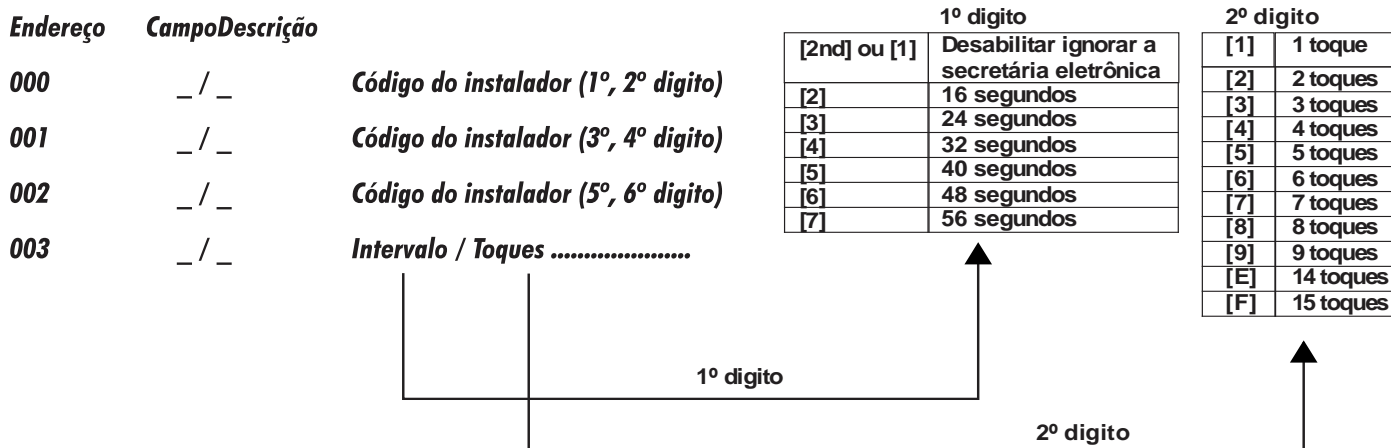 Endereço CampoDescrição
000 _ / _ Código do instalador (1º, 2º digito)
001 _ / _ Código do instalador (3º, 4º digito)
002 _ / _ Código do instalador (5º, 6º digito)
003 _ / _ Intervalo / Toques .....................
1º digito
[2nd] ou [1] Desabilitar ignorar a
secretária eletrônica
[2] 16 segundos
[3] 24 segundos
[4] 32 segundos
[5] 40 segundos
[6] 48 segundos
[7] 56 segundos
2º digito
[1] 1 toque
[2] 2 toques
[3] 3 toques
[4] 4 toques
[5] 5 toques
[6] 6 toques
[7] 7 toques
[8] 8 toques
[9] 9 toques
[E] 14 toques
[F] 15 toques
1º digito
2º digito